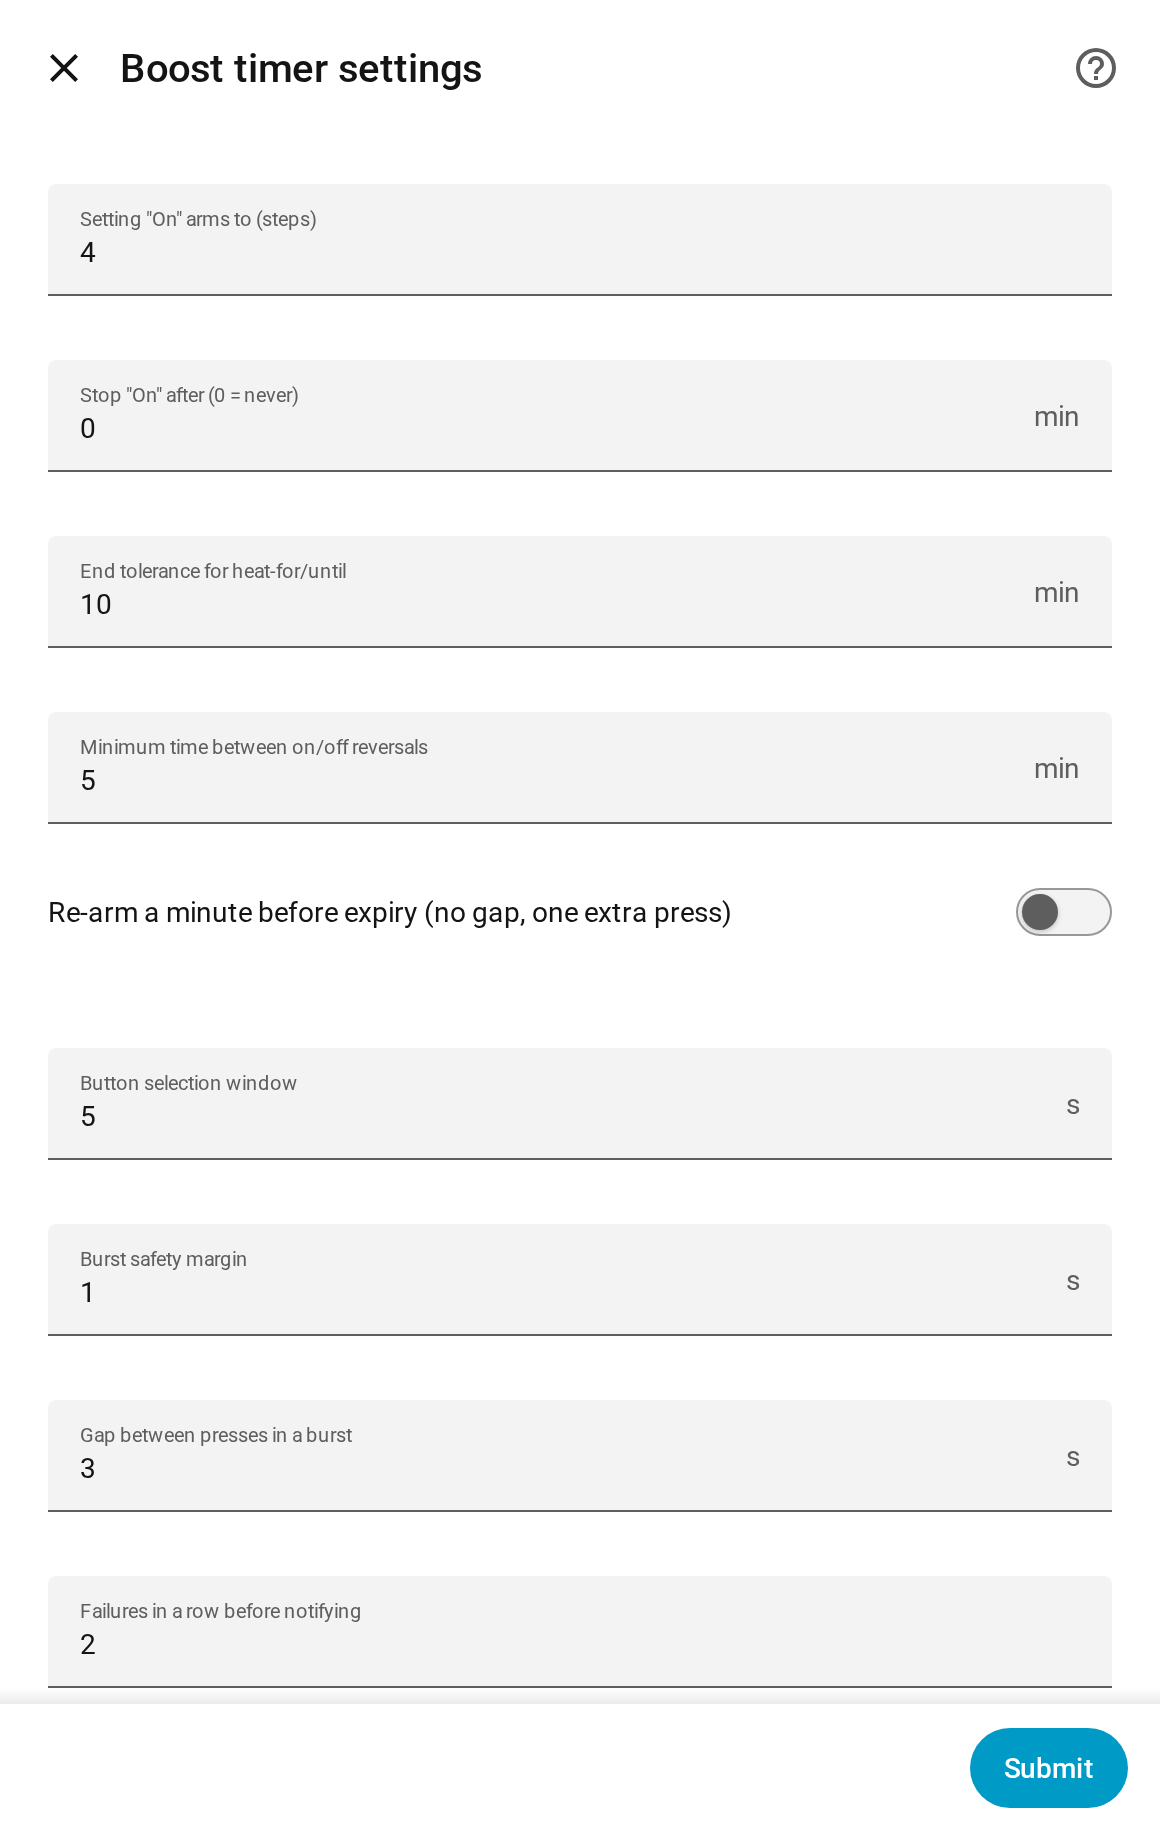 Boost timer settings
Setting "On" arms to (steps)
4
Stop "On" after (0 = never)
0
min
End tolerance for heat-for/until
10
min
Minimum time between on/off reversals
5
min
Re-arm a minute before expiry (no gap, one extra press)
Button selection window
5
s
Burst safety margin
1
s
Gap between presses in a burst
3
s
Failures in a row before notifying
2
Submit